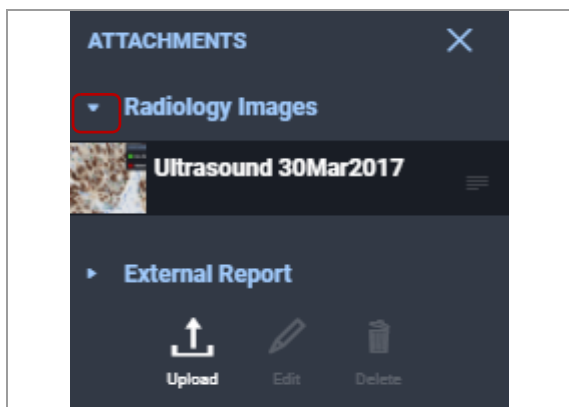 ATTACHMENTS
Radiology Images
Ultrasound 30Mar2017
External Report
Upload Edit Delete